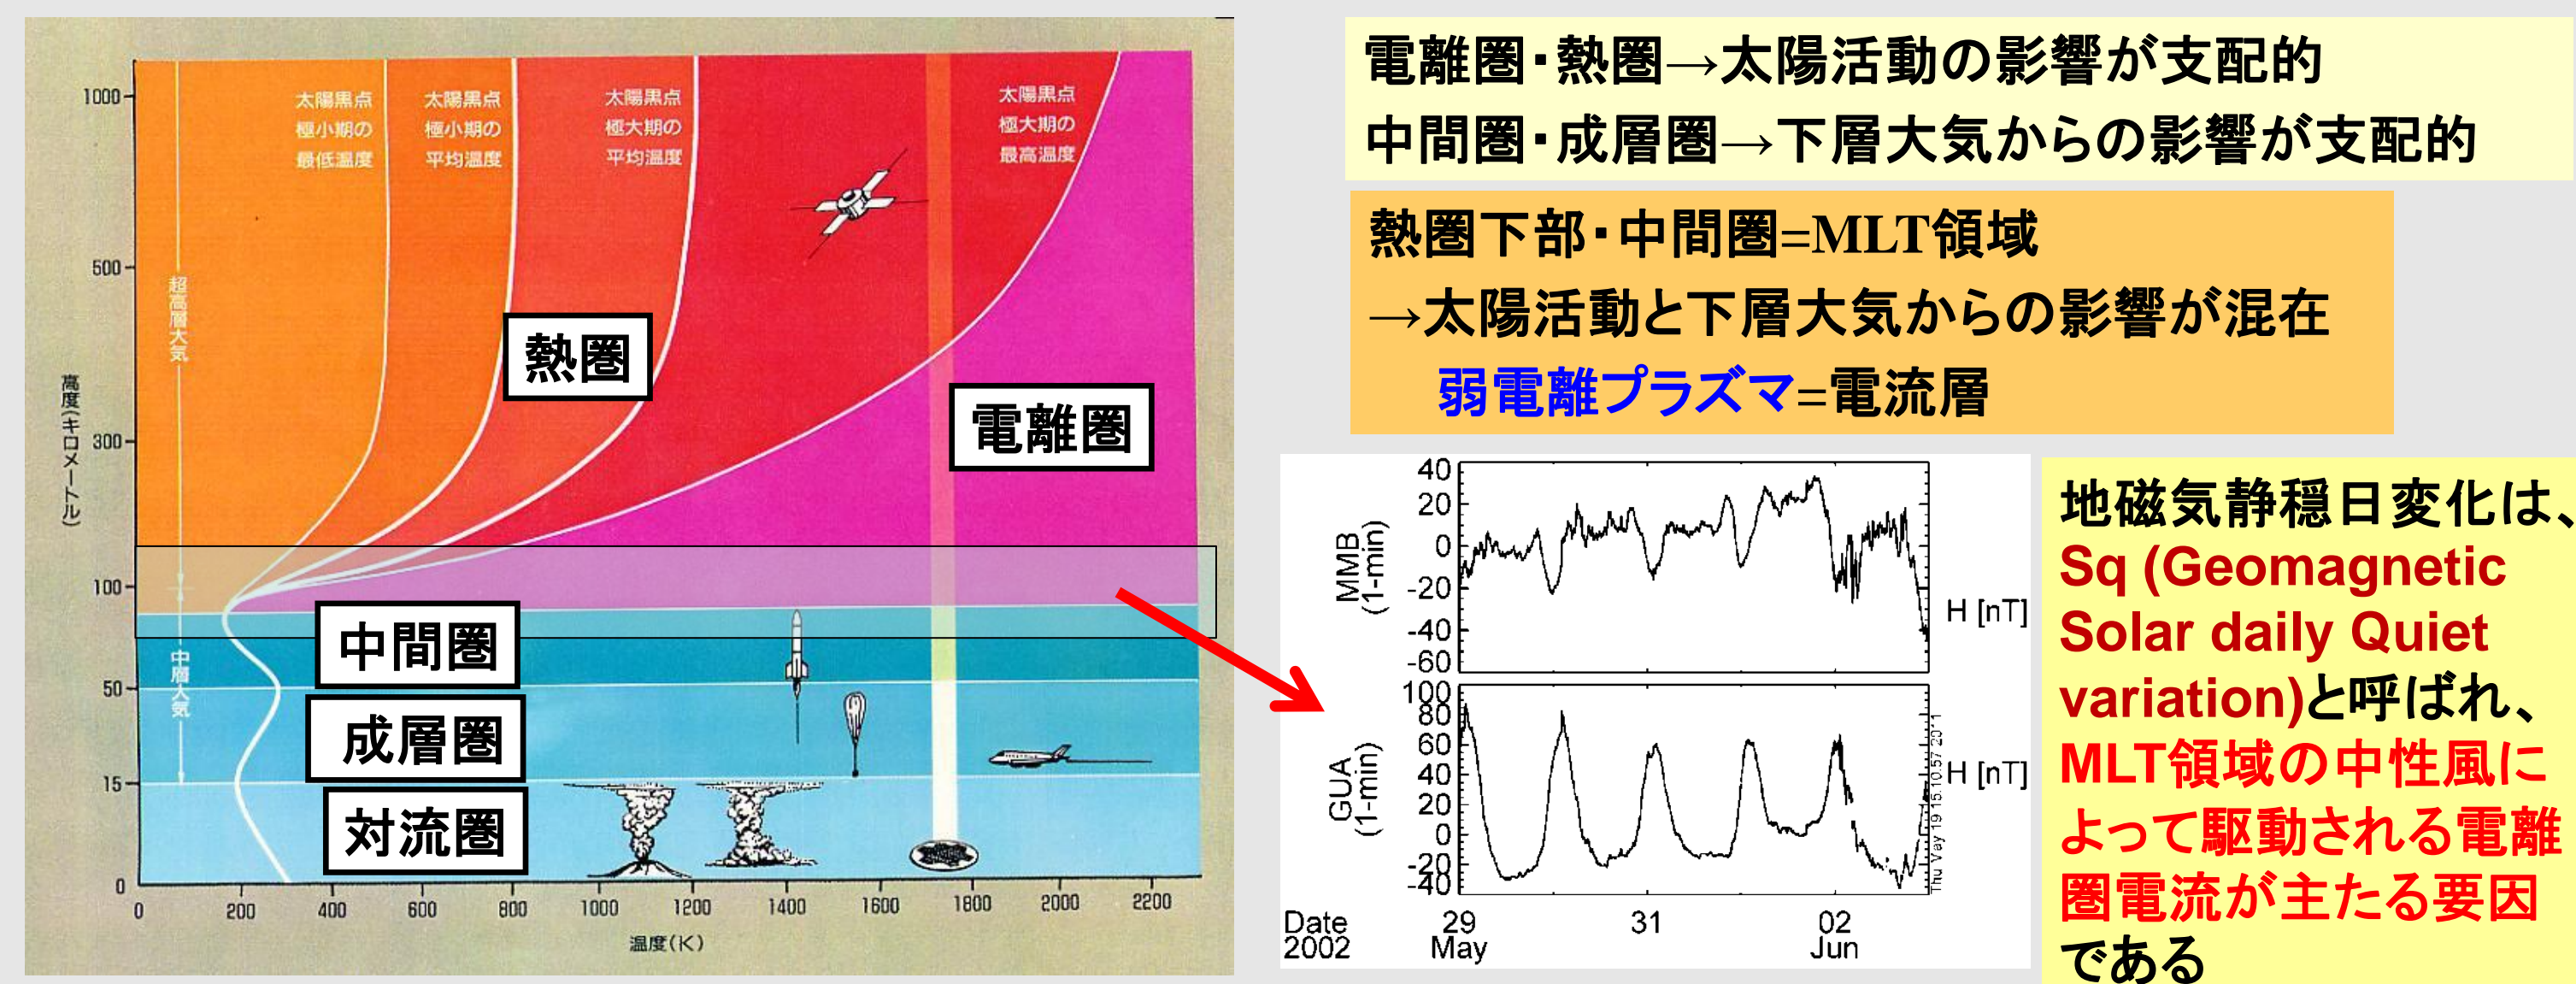 1000
500
300
100
50
15
0
高度(キロメートル)
超高層大気
中層大気
太陽黒点
極小期の
最低温度
太陽黒点
極小期の
平均温度
太陽黒点
極大期の
平均温度
太陽黒点
極大期の
最高温度
熱圏
電離圏
中間圏
成層圏
対流圏
0 200 400 600 800 1000 1200 1400 1600 1800 2000 2200
温度(K)
電離圏・熱圏→太陽活動の影響が支配的
中間圏・成層圏→下層大気からの影響が支配的
熱圏下部・中間圏=MLT領域
→太陽活動と下層大気からの影響が混在
弱電離プラズマ=電流層
MMB
(1-min)
40
20
0
-20
-40
-60
H [nT]
GUA
(1-min)
100
80
60
40
20
0
-20
-40
H [nT]
Date 29 31 02
2002 May Jun
地磁気静穏日変化は、
Sq (Geomagnetic
Solar daily Quiet
variation)と呼ばれ、
MLT領域の中性風に
よって駆動される電離
圏電流が主たる要因
である